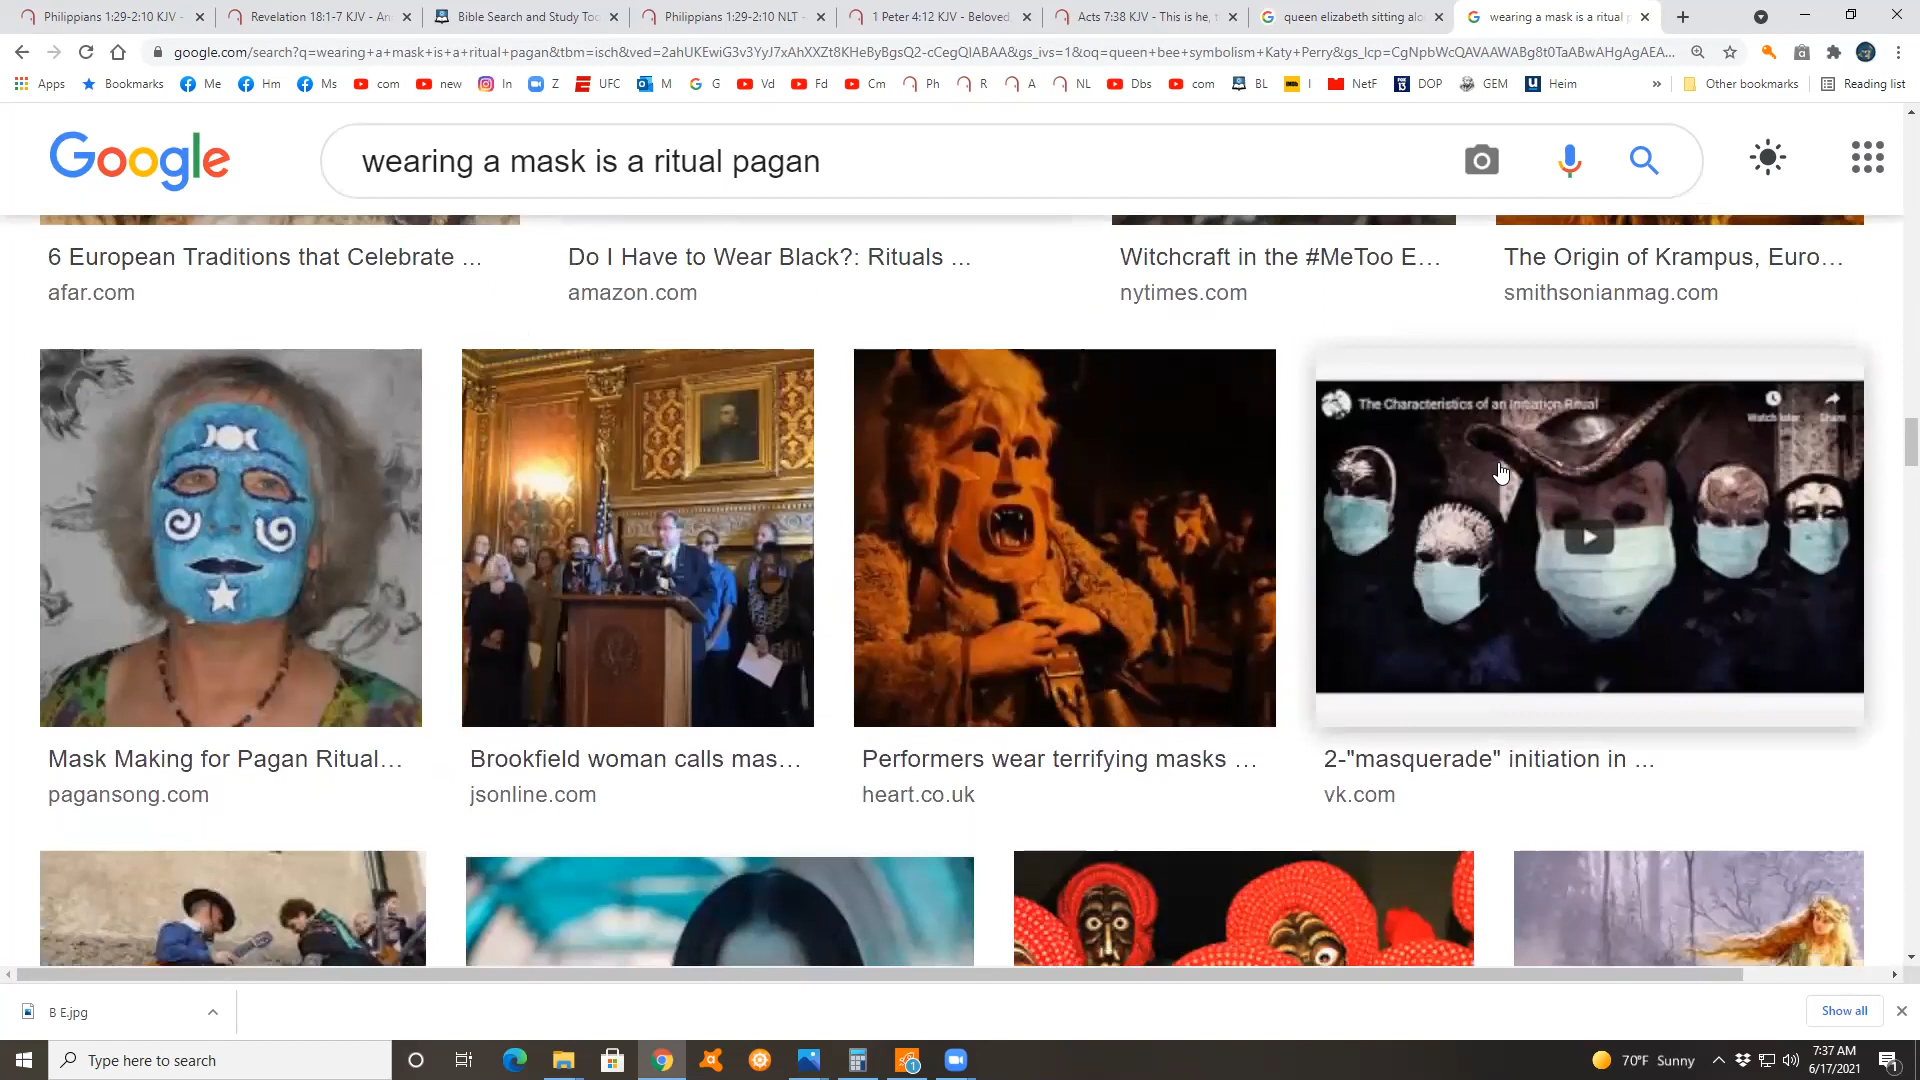 Philippians 1:29-2:10 KJV -
Revelation 18:1-7 KJV - An
Bible Search and Study Too
Philippians 1:29-2:10 NLT -
1 Peter 4:12 KJV - Beloved,
Acts 7:38 KJV - This is he, t
queen elizabeth sitting alo
wearing a mask is a ritual p
google.com/search?q=wearing+a+mask+is+a+ritual+pagan&tbm=isch&ved=2ahUKEwiG3v3YyJ7xAhXXZt8KHeByBgsQ2-cCegQIABAA&gs_ivs=1&oq=queen+bee+symbolism+Katy+Perry&gs_lcp=CgNpbWcQAVAAWABg8t0TaABwAHgAgAEA...
Apps Bookmarks Me Hm Ms com new In Z UFC M G Vd Fd Cm Ph R A NL Dbs com BL I NetF DOP GEM Heim » Other bookmarks Reading list
Google
wearing a mask is a ritual pagan
6 European Traditions that Celebrate ...
afar.com
Do I Have to Wear Black?: Rituals ...
amazon.com
Witchcraft in the #MeToo E...
nytimes.com
The Origin of Krampus, Euro...
smithsonianmag.com
The Characteristics of an Initiation Ritual
Watch later Share
Mask Making for Pagan Ritual...
pagansong.com
Brookfield woman calls mas...
jsonline.com
Performers wear terrifying masks ...
heart.co.uk
2-"masquerade" initiation in ...
vk.com
B E.jpg
Show all
Type here to search
1
70°F Sunny
7:37 AM
6/17/2021
1